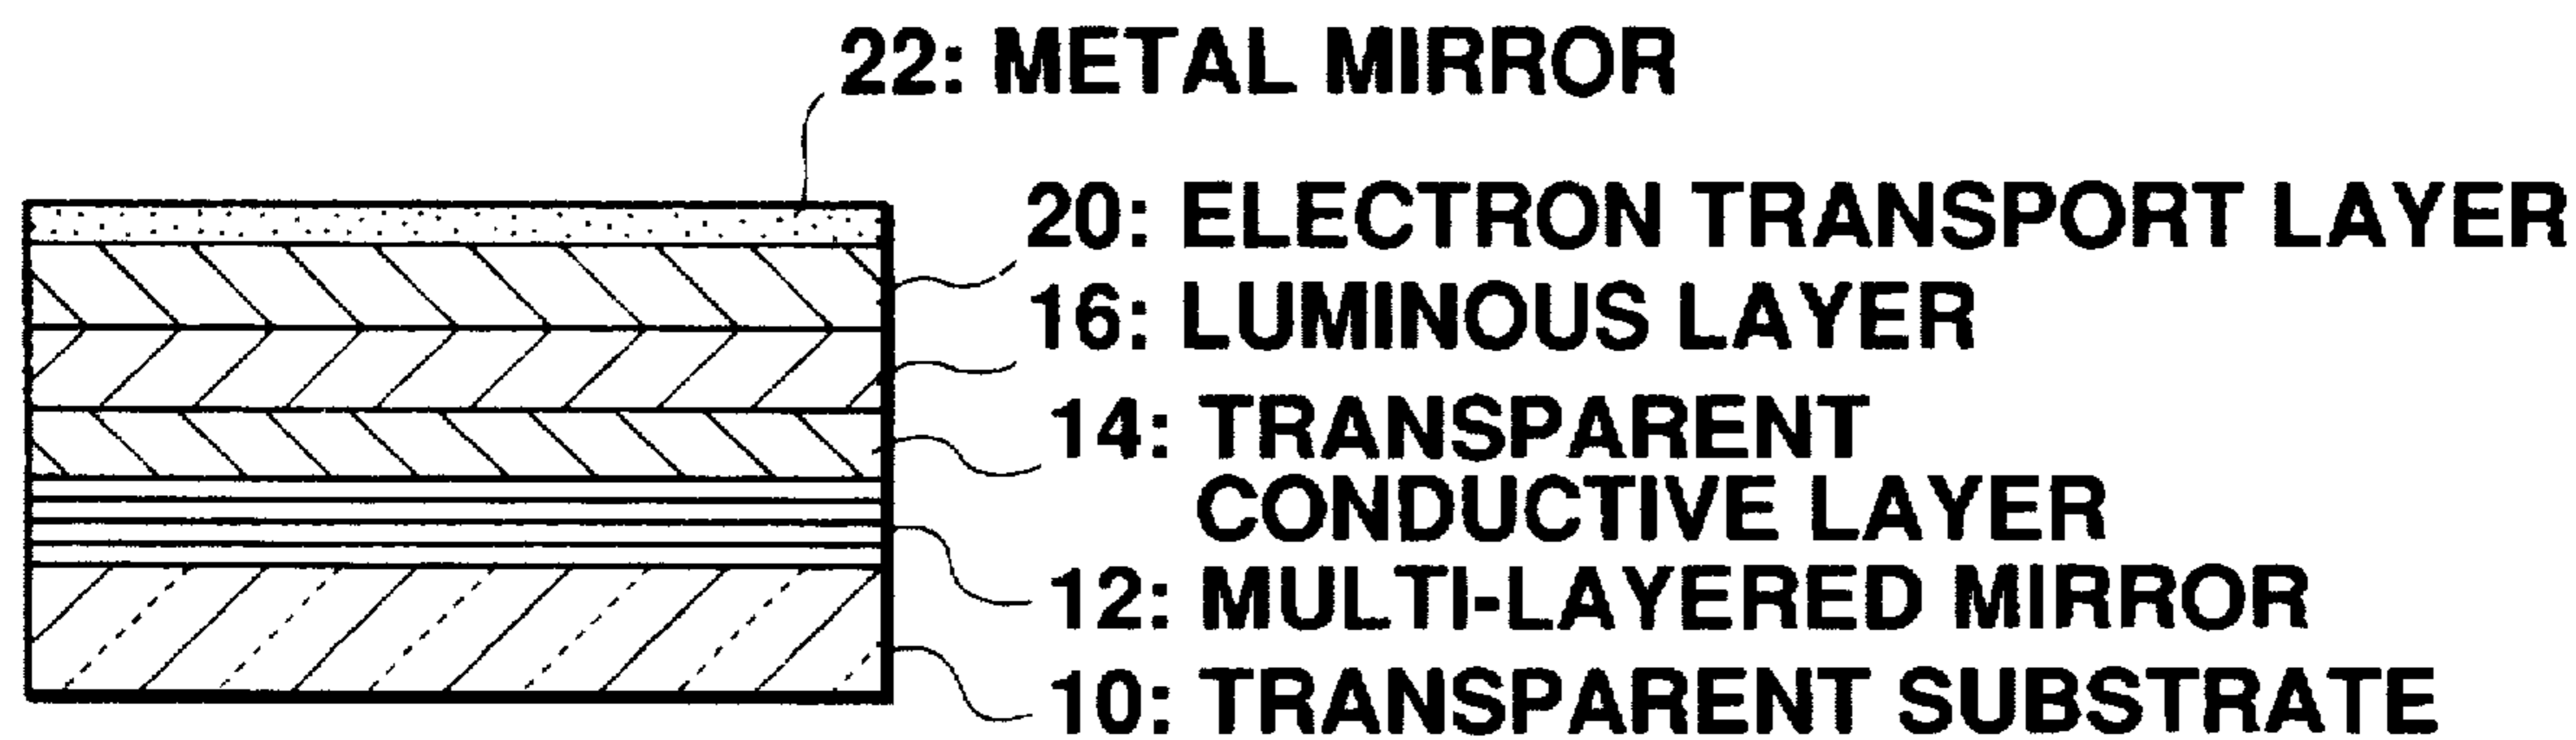 22: METAL MIRROR
20: ELECTRON TRANSPORT LAYER
16: LUMINOUS LAYER
14: TRANSPARENT
CONDUCTIVE LAYER
12: MULTI-LAYERED MIRROR
10: TRANSPARENT SUBSTRATE